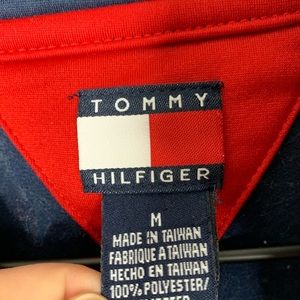 TOMMY
HILFIGER
M
MADE IN TAIWAN
FABRIQUE A TAIWAN
HECHO EN TAIWAN
100% POLYESTER/